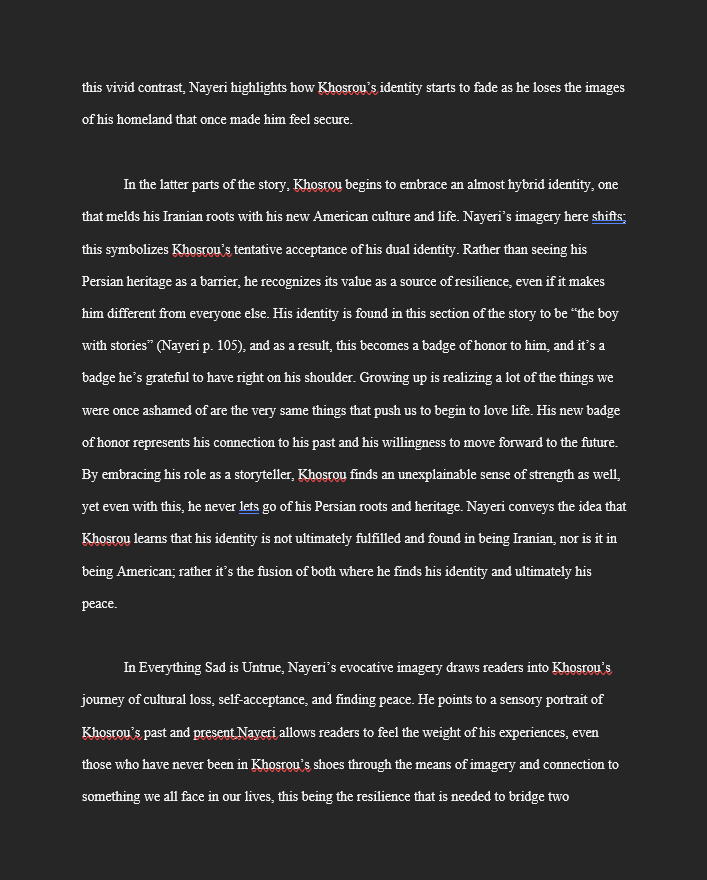 this vivid contrast, Nayeri highlights how Khosrou’s identity starts to fade as he loses the images
of his homeland that once made him feel secure.
In the latter parts of the story, Khosrou begins to embrace an almost hybrid identity, one
that melds his Iranian roots with his new American culture and life. Nayeri’s imagery here shifts;
this symbolizes Khosrou’s tentative acceptance of his dual identity. Rather than seeing his
Persian heritage as a barrier, he recognizes its value as a source of resilience, even if it makes
him different from everyone else. His identity is found in this section of the story to be “the boy
with stories” (Nayeri p. 105), and as a result, this becomes a badge of honor to him, and it’s a
badge he’s grateful to have right on his shoulder. Growing up is realizing a lot of the things we
were once ashamed of are the very same things that push us to begin to love life. His new badge
of honor represents his connection to his past and his willingness to move forward to the future.
By embracing his role as a storyteller, Khosrou finds an unexplainable sense of strength as well,
yet even with this, he never lets go of his Persian roots and heritage. Nayeri conveys the idea that
Khosrou learns that his identity is not ultimately fulfilled and found in being Iranian, nor is it in
being American; rather it’s the fusion of both where he finds his identity and ultimately his
peace.
In Everything Sad is Untrue, Nayeri’s evocative imagery draws readers into Khosrou’s
journey of cultural loss, self-acceptance, and finding peace. He points to a sensory portrait of
Khosrou’s past and present.Nayeri allows readers to feel the weight of his experiences, even
those who have never been in Khosrou’s shoes through the means of imagery and connection to
something we all face in our lives, this being the resilience that is needed to bridge two